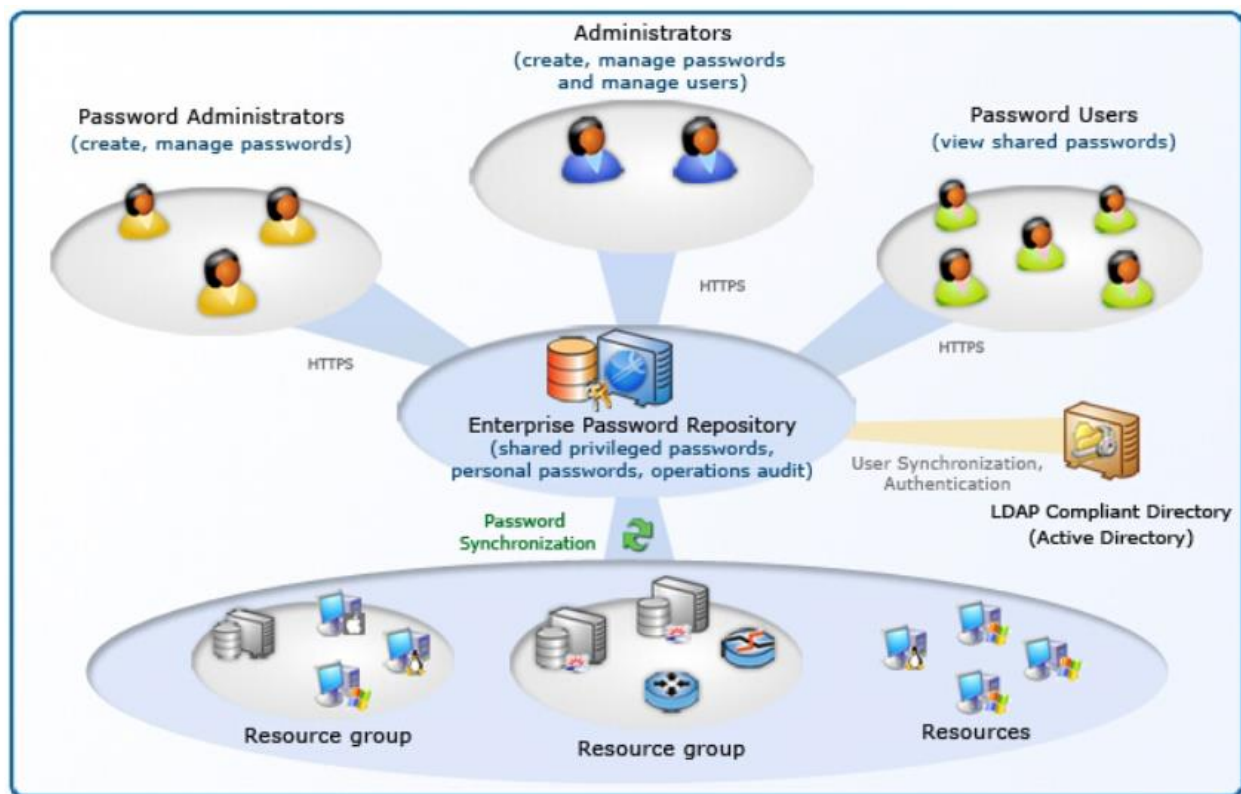 Administrators
(create, manage passwords
and manage users)
Password Administrators
(create, manage passwords)
Password Users
(view shared passwords)
HTTPS
HTTPS
HTTPS
Enterprise Password Repository
(shared privileged passwords,
personal passwords, operations audit)
User Synchronization,
Authentication
LDAP Compliant Directory
(Active Directory)
Password
Synchronization
Resource group
Resource group
Resources